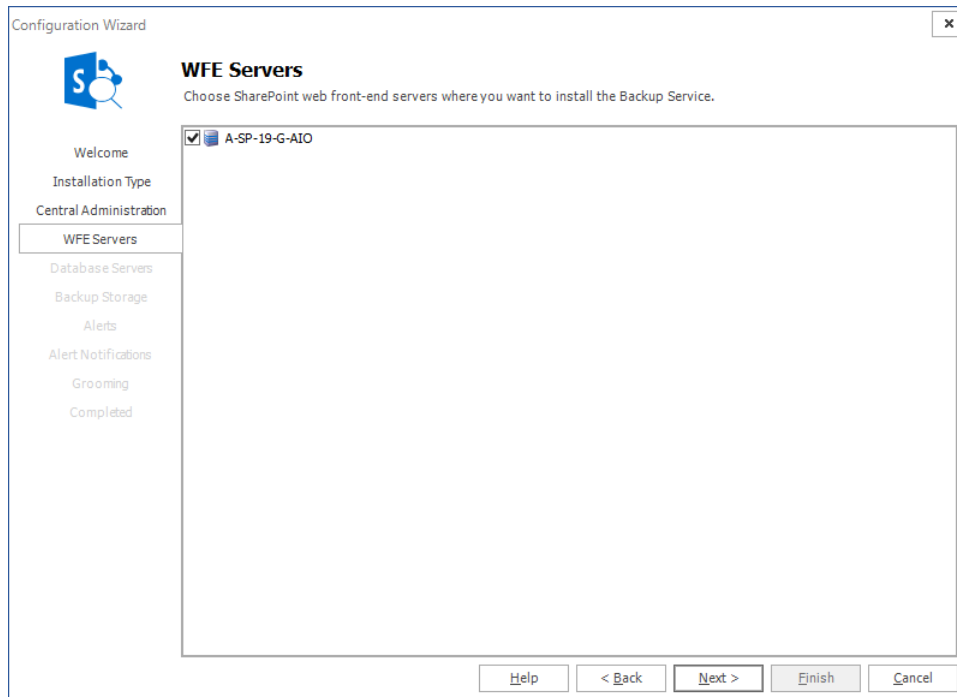 Configuration Wizard
WFE Servers
Choose SharePoint web front-end servers where you want to install the Backup Service.
A-SP-19-G-AIO
Welcome
Installation Type
Central Administration
WFE Servers
Database Servers
Backup Storage
Alerts
Alert Notifications
Grooming
Completed
Help
< Back
Next >
Finish
Cancel